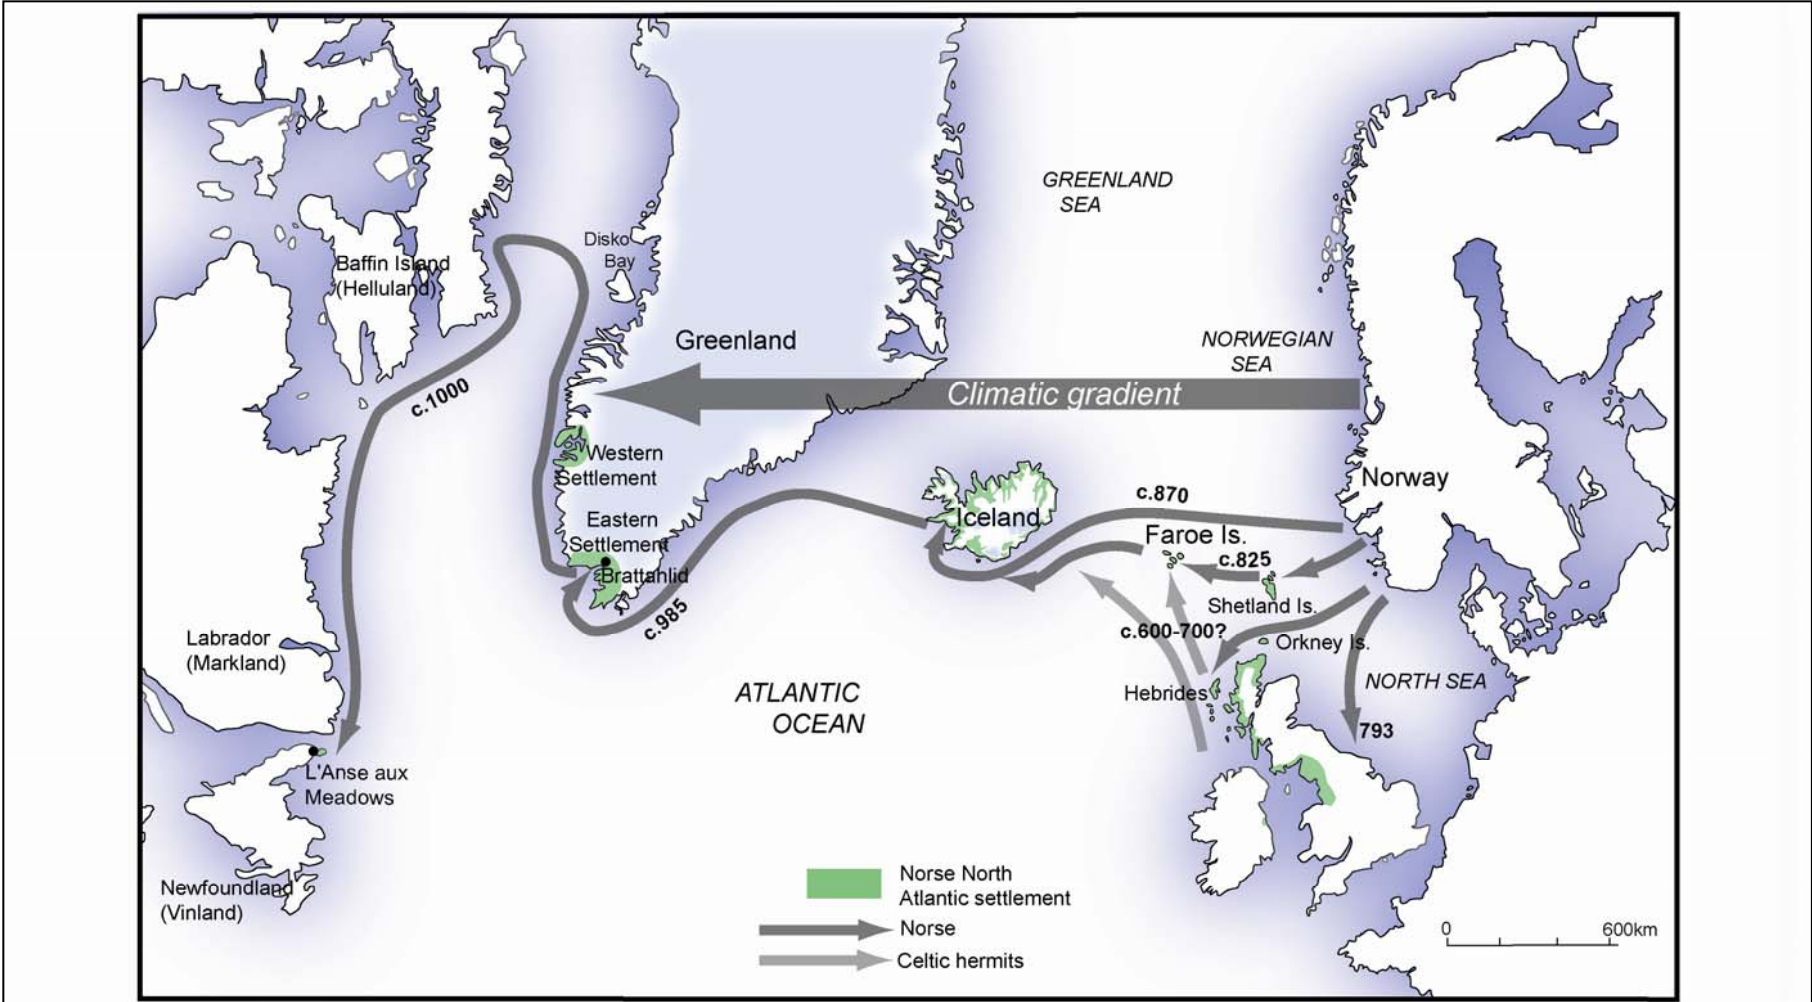 GREENLAND
SEA
Disko
Bay
Baffin Island
(Helluland)
NORWEGIAN
SEA
Greenland
Climatic gradient
c.1000
Western
Settlement
Norway
c.870
Iceland
Eastern
Settlement
Faroe Is.
c.825
Brattahlid
Shetland Is.
c.985
c.600-700?
Orkney Is.
Labrador
(Markland)
Hebrides
NORTH SEA
ATLANTIC
OCEAN
793
L'Anse aux
Meadows
Newfoundland
(Vinland)
Norse North
Atlantic settlement
Norse
Celtic hermits
0
600km